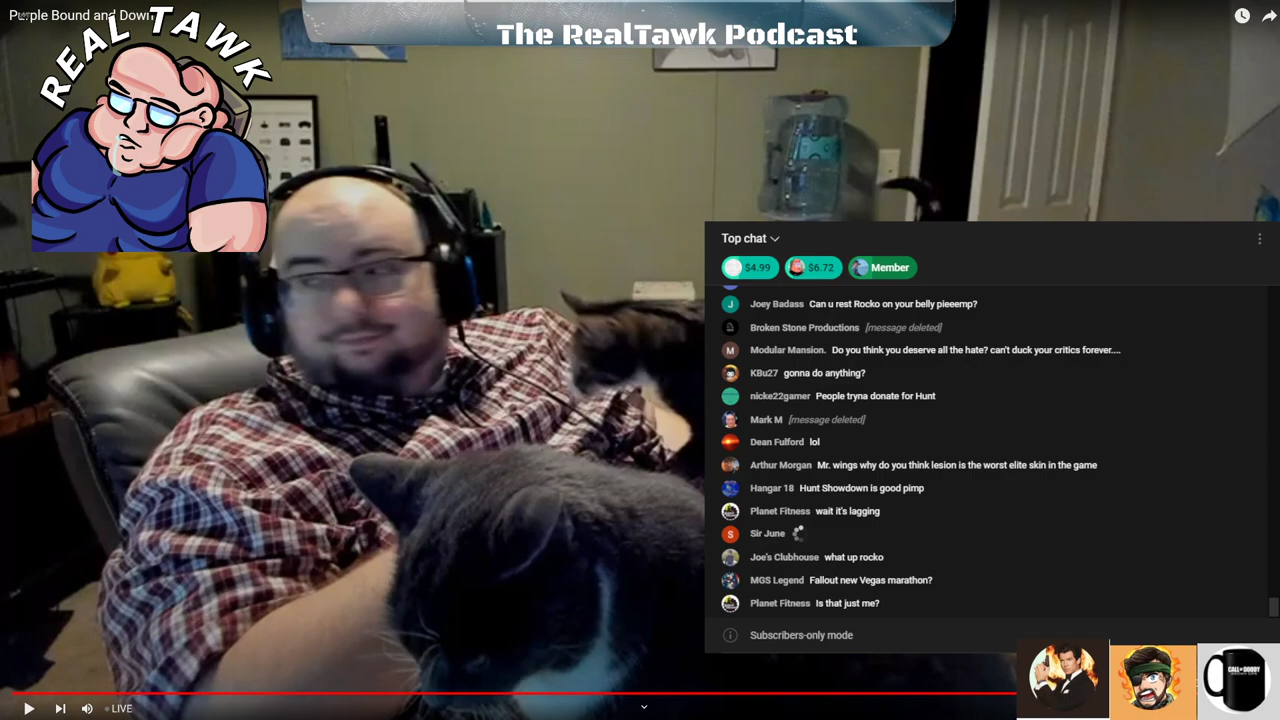 Purple Bound and Down
REAL TAWK
The RealTawk Podcast
Top chat
$4.99 $6.72 Member
Joey Badass Can u rest Rocko on your belly pieeemp?
Broken Stone Productions [message deleted]
Modular Mansion. Do you think you deserve all the hate? can't duck your critics forever....
KBu27 gonna do anything?
nicke22gamer People tryna donate for Hunt
Mark M [message deleted]
Dean Fulford lol
Arthur Morgan Mr. wings why do you think lesion is the worst elite skin in the game
Hangar 18 Hunt Showdown is good pimp
Planet Fitness wait it's lagging
Sir June
Joe's Clubhouse what up rocko
MGS Legend Fallout new Vegas marathon?
Planet Fitness Is that just me?
Subscribers-only mode
LIVE
CALL OF DOODY